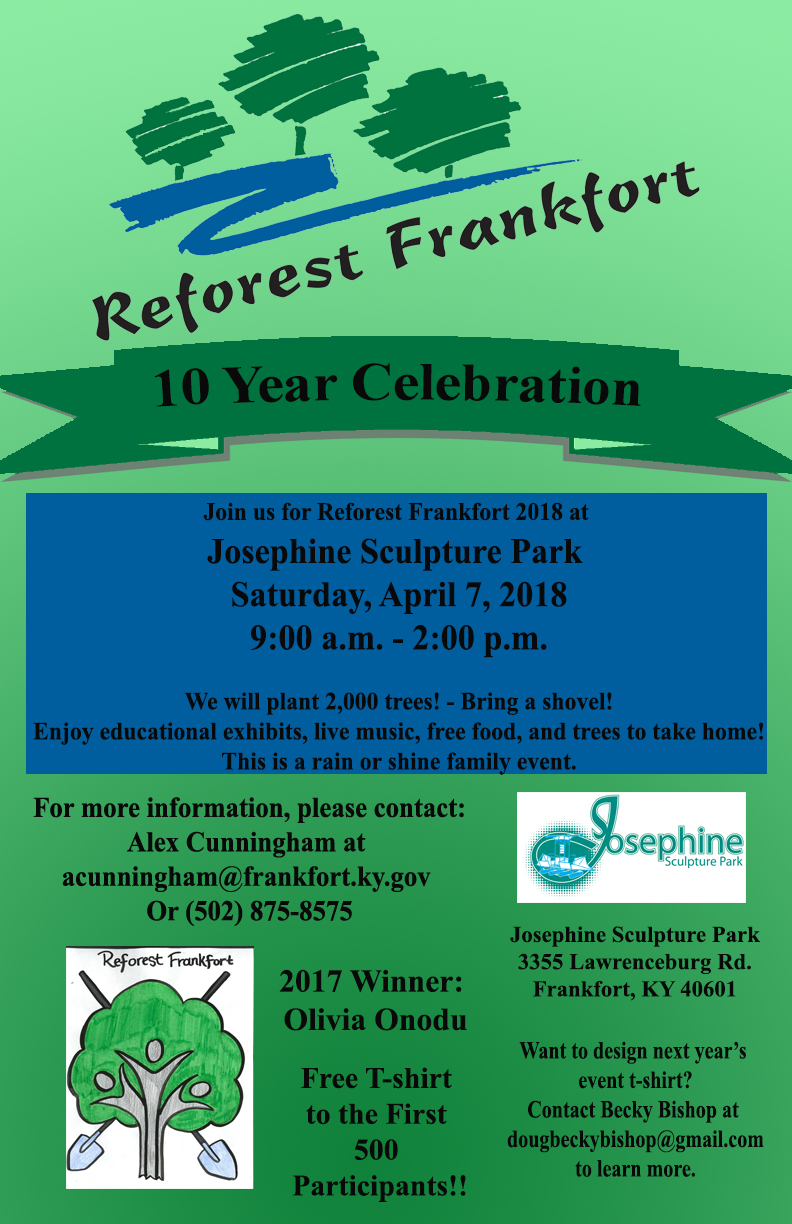 Reforest Frankfort
10 Year Celebration
Join us for Reforest Frankfort 2018 at
Josephine Sculpture Park
Saturday, April 7, 2018
9:00 a.m. - 2:00 p.m.
We will plant 2,000 trees! - Bring a shovel!
Enjoy educational exhibits, live music, free food, and trees to take home!
This is a rain or shine family event.
For more information, please contact:
Alex Cunningham at
acunningham@frankfort.ky.gov
Or (502) 875-8575
Josephine
Sculpture Park
Josephine Sculpture Park
3355 Lawrenceburg Rd.
Frankfort, KY 40601
Reforest Frankfort
2017 Winner:
Olivia Onodu
Free T-shirt
to the First
500
Participants!!
Want to design next year’s
event t-shirt?
Contact Becky Bishop at
dougbeckybishop@gmail.com
to learn more.